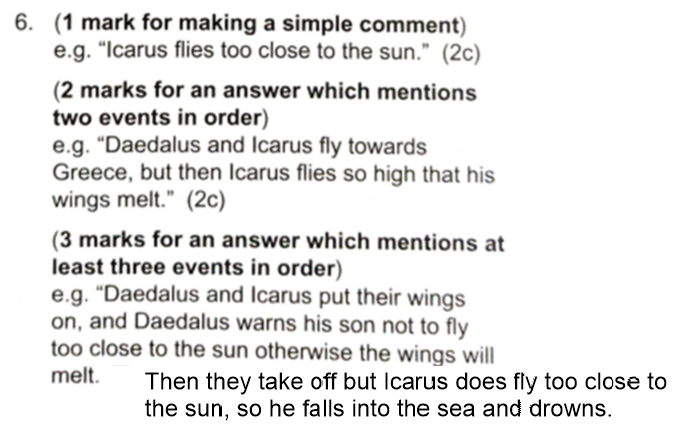 6. (1 mark for making a simple comment)
e.g. “Icarus flies too close to the sun.” (2c)
(2 marks for an answer which mentions
two events in order)
e.g. “Daedalus and Icarus fly towards
Greece, but then Icarus flies so high that his
wings melt.” (2c)
(3 marks for an answer which mentions at
least three events in order)
e.g. “Daedalus and Icarus put their wings
on, and Daedalus warns his son not to fly
too close to the sun otherwise the wings will
melt. Then they take off but Icarus does fly too close to
the sun, so he falls into the sea and drowns.